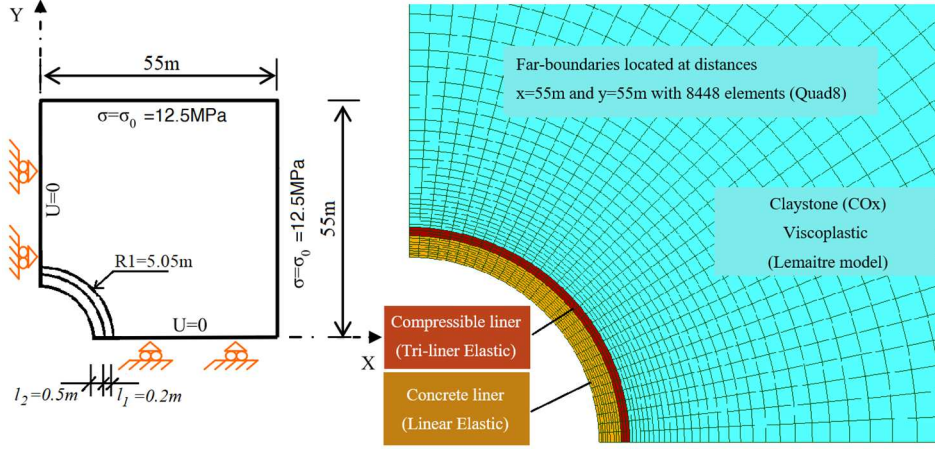 Y
55m
σ=σ₀ =12.5MPa
U=0
σ=σ₀ =12.5MPa
55m
R1=5.05m
U=0
X
l₂=0.5m
l₁=0.2m
Far-boundaries located at distances
x=55m and y=55m with 8448 elements (Quad8)
Claystone (COx)
Viscoplastic
(Lemaitre model)
Compressible liner
(Tri-liner Elastic)
Concrete liner
(Linear Elastic)